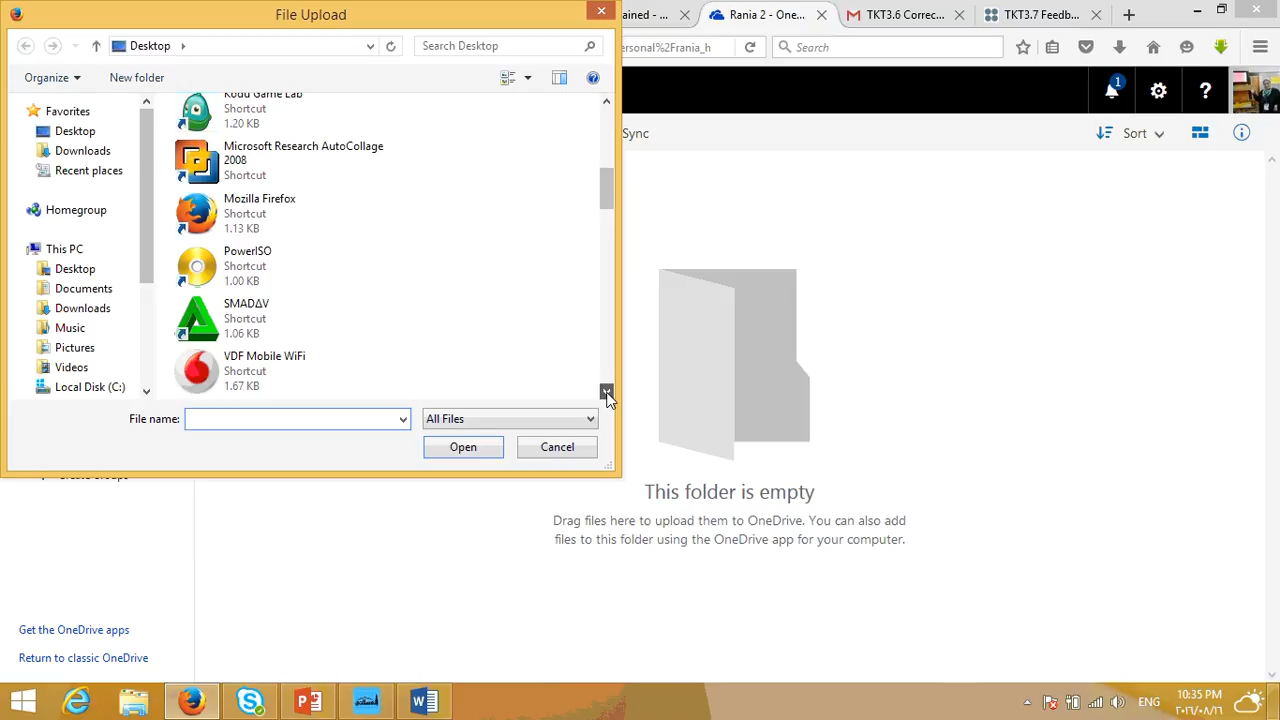 File Upload
ained - ...
Rania 2 - One...
TKT3.6 Correc...
TKT3.7 Feedb...
Desktop
Search Desktop
ersonal%2Frania_h
Search
Organize
New folder
1
Kodu Game Lab
Shortcut
1.20 KB
Favorites
Desktop
Downloads
Recent places
Homegroup
This PC
Desktop
Documents
Downloads
Music
Pictures
Videos
Local Disk (C:)
Microsoft Research AutoCollage
2008
Shortcut
Mozilla Firefox
Shortcut
1.13 KB
PowerISO
Shortcut
1.00 KB
SMADΔV
Shortcut
1.06 KB
VDF Mobile WiFi
Shortcut
1.67 KB
Sync
Sort
File name:
All Files
Open
Cancel
Create Groups
This folder is empty
Drag files here to upload them to OneDrive. You can also add
files to this folder using the OneDrive app for your computer.
Get the OneDrive apps
Return to classic OneDrive
ENG
10:35 PM